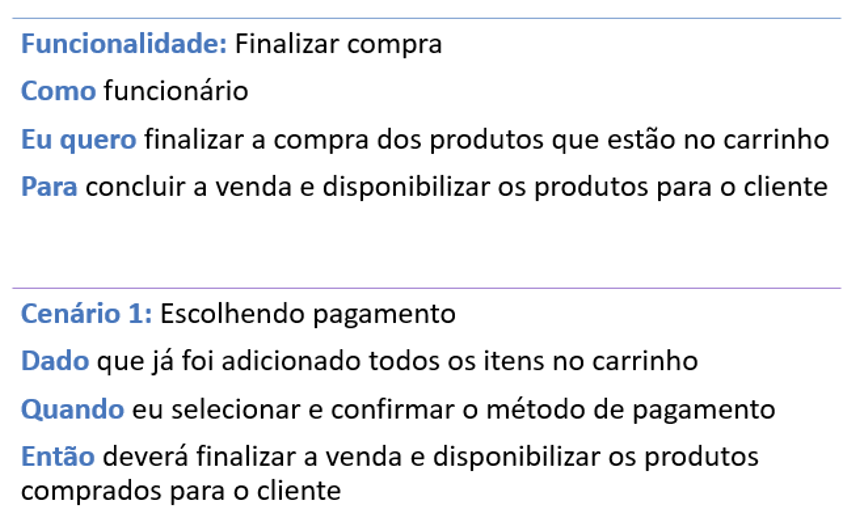 Funcionalidade: Finalizar compra
Como funcionário
Eu quero finalizar a compra dos produtos que estão no carrinho
Para concluir a venda e disponibilizar os produtos para o cliente
Cenário 1: Escolhendo pagamento
Dado que já foi adicionado todos os itens no carrinho
Quando eu selecionar e confirmar o método de pagamento
Então deverá finalizar a venda e disponibilizar os produtos
comprados para o cliente